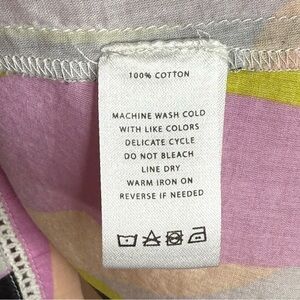 100% COTTON
MACHINE WASH COLD
WITH LIKE COLORS
DELICATE CYCLE
DO NOT BLEACH
LINE DRY
WARM IRON ON
REVERSE IF NEEDED